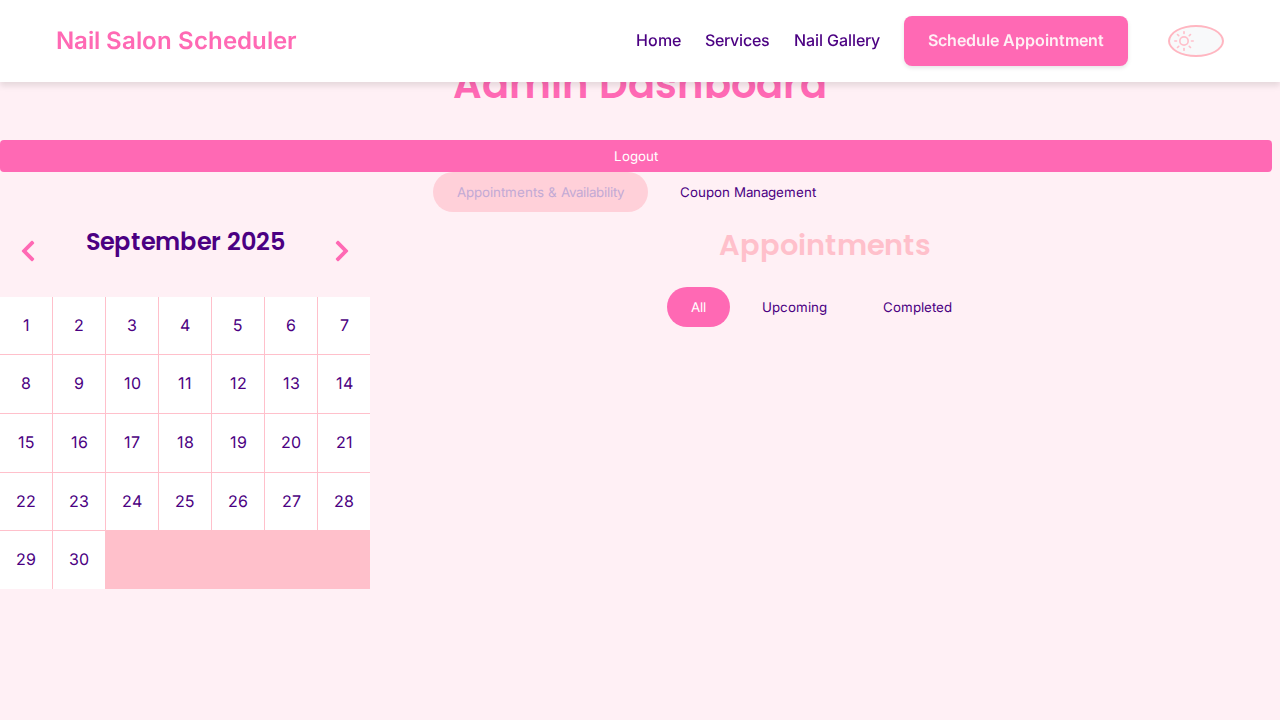 Nail Salon Scheduler
Home Services Nail Gallery Schedule Appointment
Admin Dashboard
Logout
Appointments & Availability Coupon Management
September 2025
1 2 3 4 5 6 7
8 9 10 11 12 13 14
15 16 17 18 19 20 21
22 23 24 25 26 27 28
29 30
Appointments
All Upcoming Completed